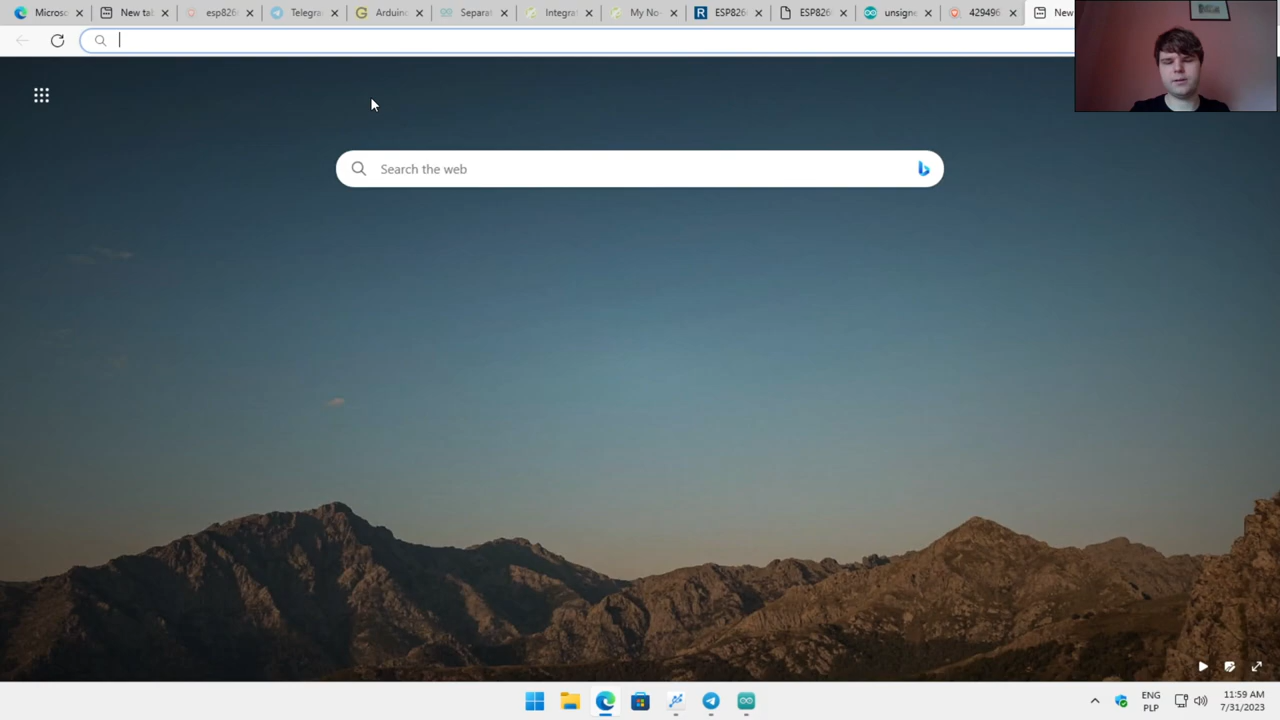 Microsc
New tal
esp826
Telegra
Arduin
Separat
Integrat
My No-
ESP826
ESP826
unsigne
429496
New
Search the web
ENG
PLP
11:59 AM
7/31/2023